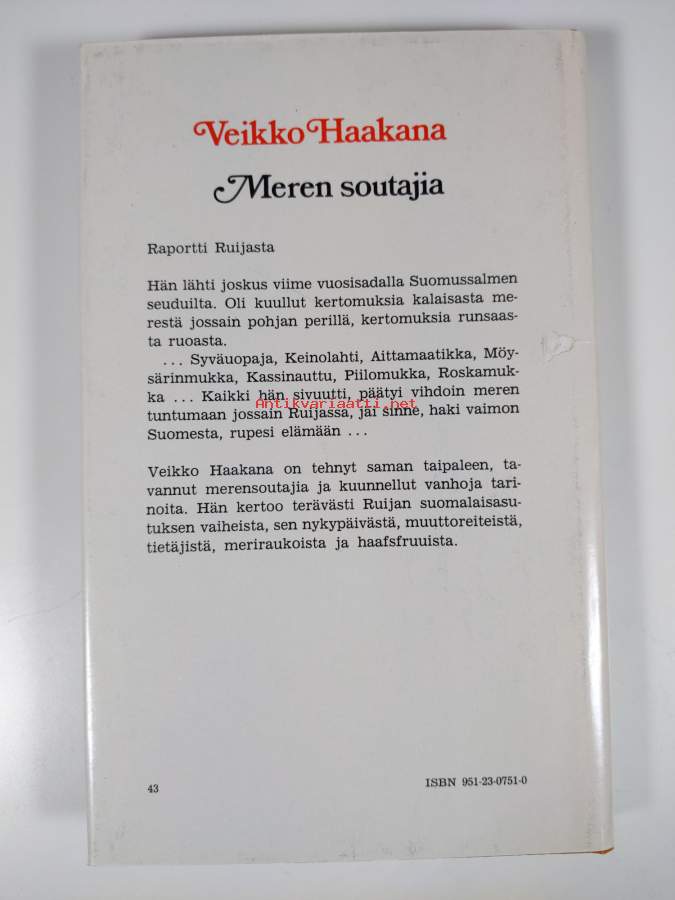 Veikko Haakana
Meren soutajia
Raportti Ruijasta
Hän lähti joskus viime vuosisadalla Suomussalmen
seuduilta. Oli kuullut kertomuksia kalaisasta me-
restä jossain pohjan perillä, kertomuksia runsaas-
ta ruoasta.
... Syväuopaja, Keinolahti, Aittamaatikka, Möy-
särinmukka, Kassinauttu, Piilomukka, Roskamuk-
ka ... Kaikki hän sivuutti, päätyi vihdoin meren
Antikvariaatti.net
tuntumaan jossain Ruijassa, jäi sinne, haki vaimon
Suomesta, rupesi elämään ...
Veikko Haakana on tehnyt saman taipaleen, ta-
vannut merensoutajia ja kuunnellut vanhoja tari-
noita. Hän kertoo terävästi Ruijan suomalaisasu-
tuksen vaiheista, sen nykypäivästä, muuttoreiteistä,
tietäjistä, meriraukoista ja haafsfruuista.
43
ISBN 951-23-0751-0